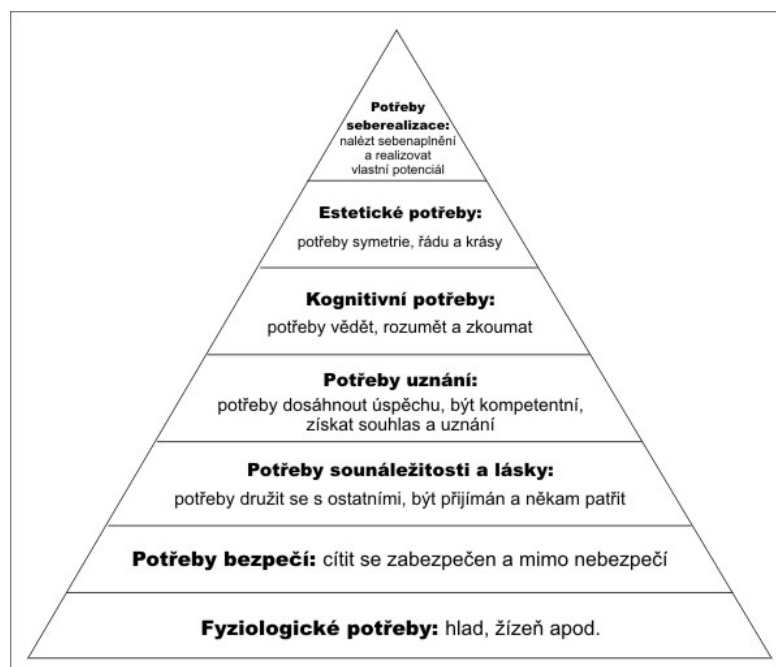 Potřeby
seberealizace:
nalézt sebenaplnění
a realizovat
vlastní potenciál
Estetické potřeby:
potřeby symetrie, řádu a krásy
Kognitivní potřeby:
potřeby vědět, rozumět a zkoumat
Potřeby uznání:
potřeby dosáhnout úspěchu, být kompetentní,
získat souhlas a uznání
Potřeby sounáležitosti a lásky:
potřeby družit se s ostatními, být přijímán a někam patřit
Potřeby bezpečí: cítit se zabezpečen a mimo nebezpečí
Fyziologické potřeby: hlad, žízeň apod.